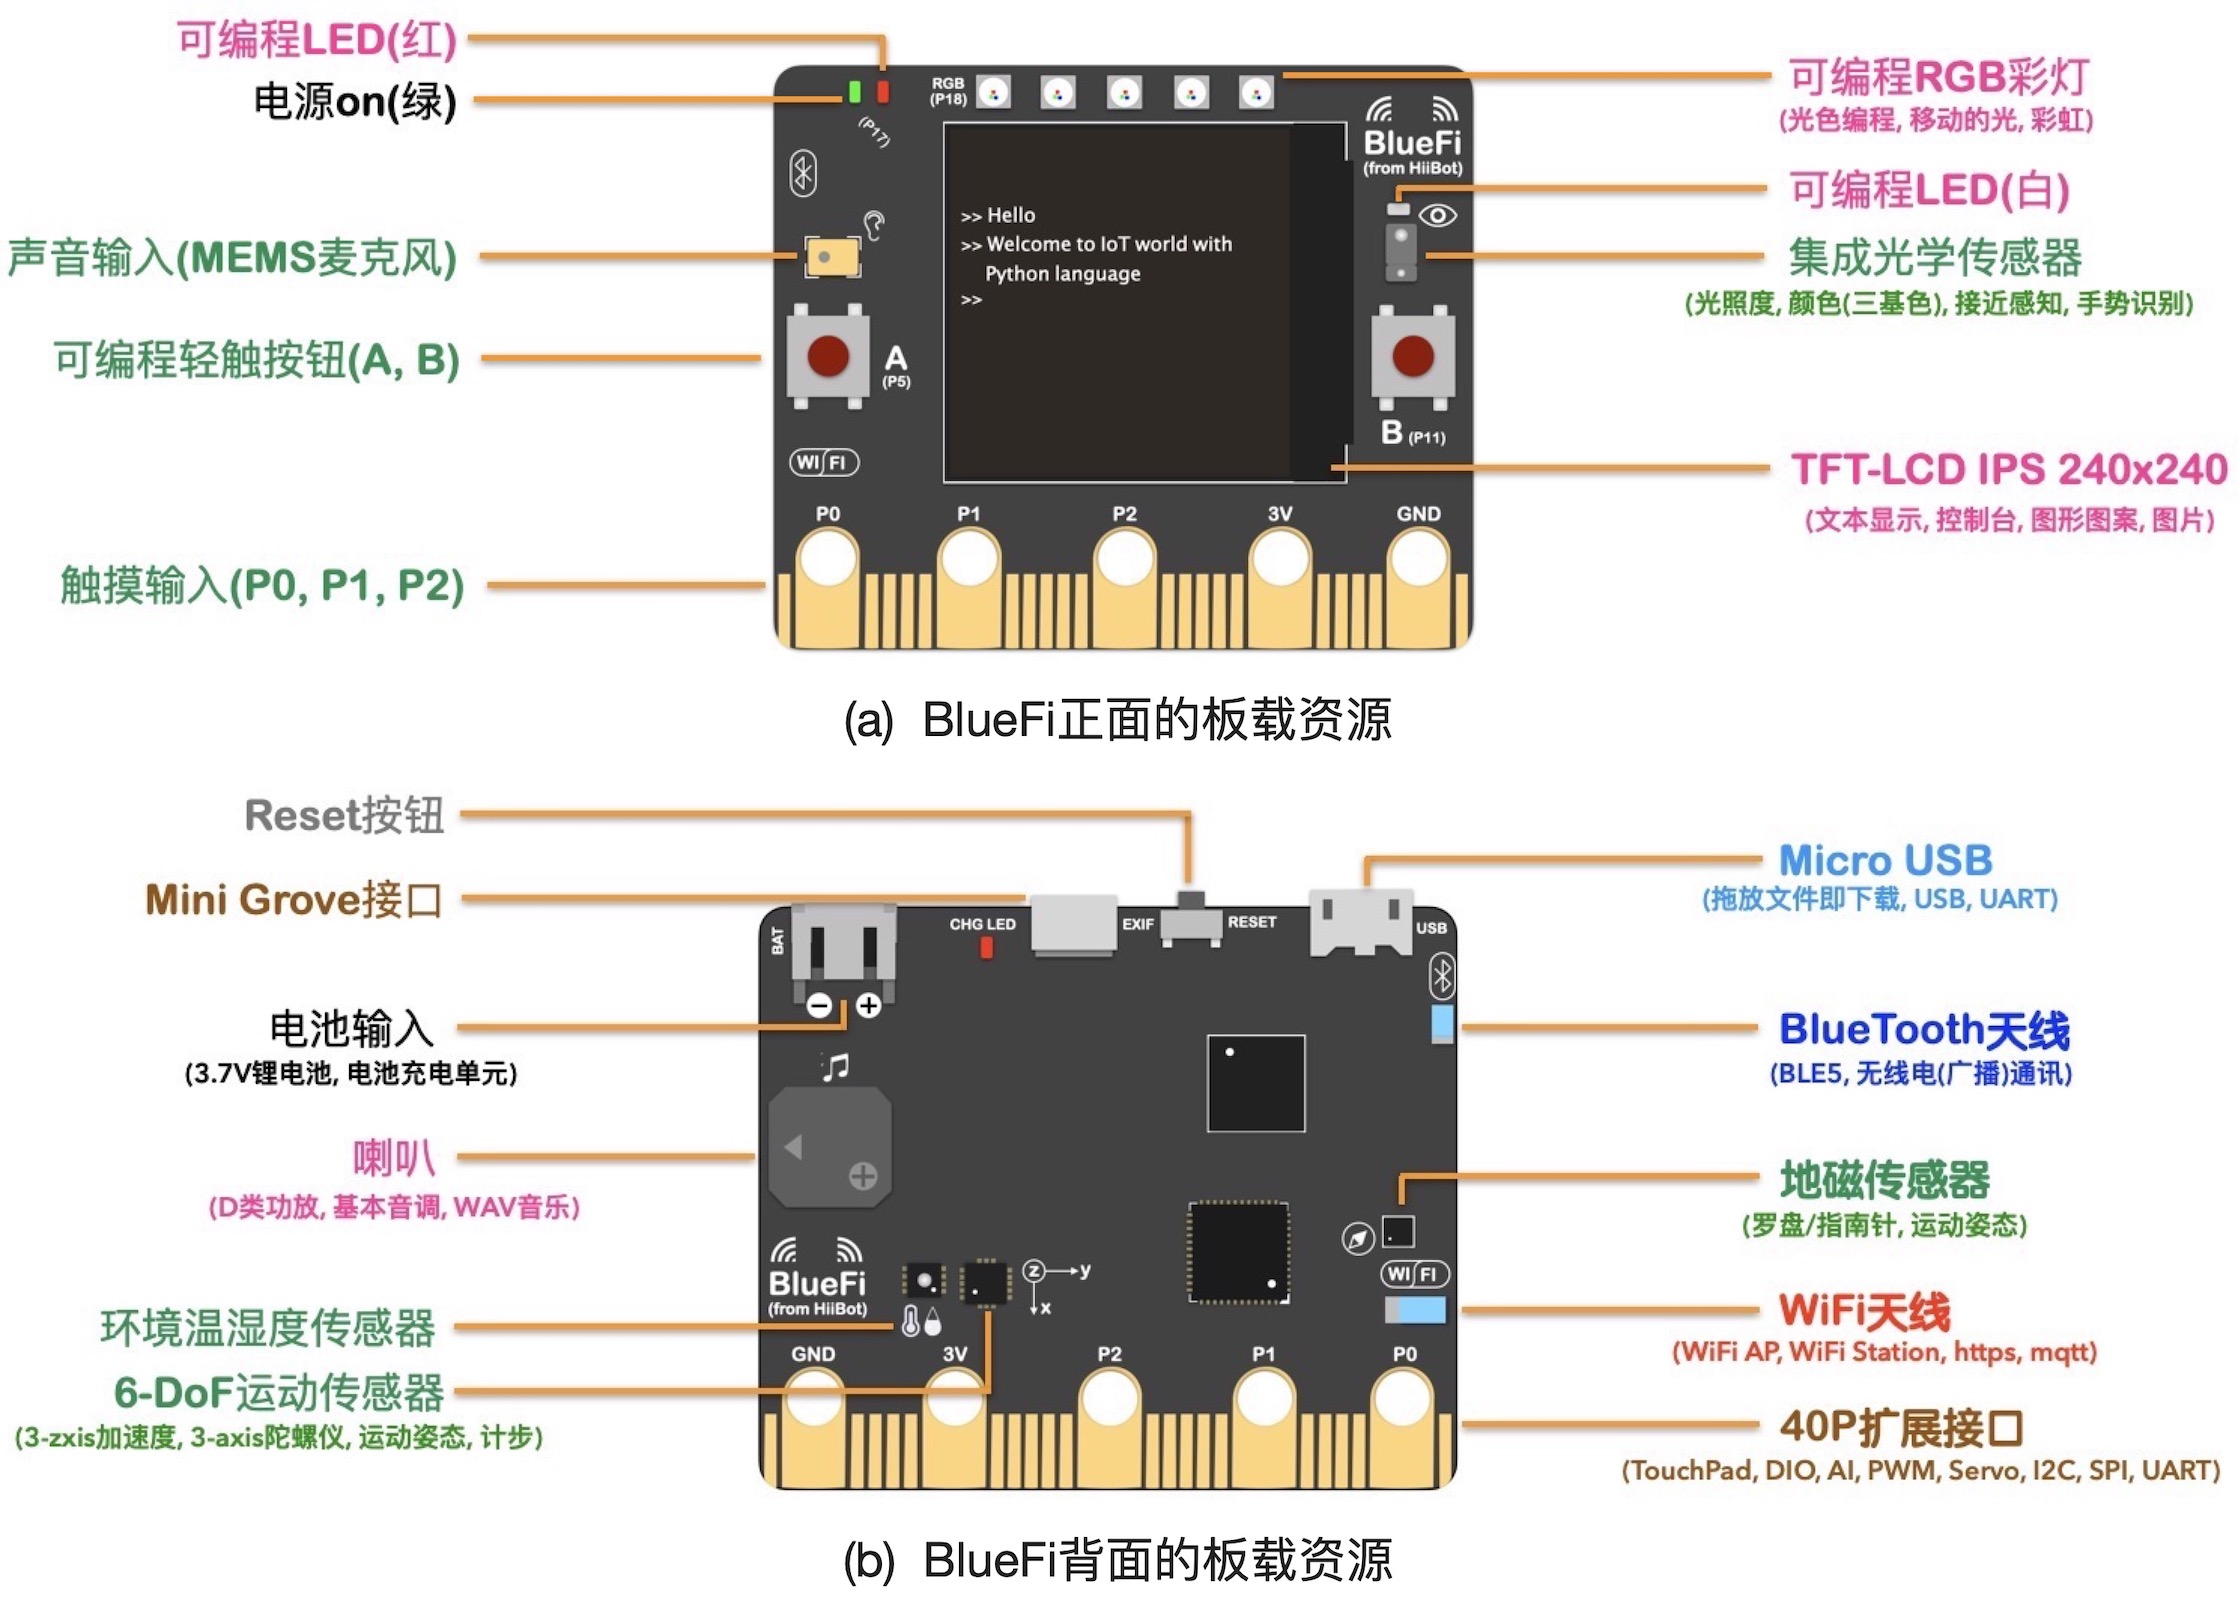 可编程LED(红)
电源on(绿)
声音输入(MEMS麦克风)
可编程轻触按钮(A, B)
触摸输入(P0, P1, P2)
RGB
(P18)
(P17)
BlueFi
(from HiiBot)
>> Hello
>> Welcome to IoT world with
Python language
>>
A
(P5)
B (P11)
WI FI
P0 P1 P2 3V GND
可编程RGB彩灯
(光色编程, 移动的光, 彩虹)
可编程LED(白)
集成光学传感器
(光照度, 颜色(三基色), 接近感知, 手势识别)
TFT-LCD IPS 240x240
(文本显示, 控制台, 图形图案, 图片)
(a) BlueFi正面的板载资源
Reset按钮
Mini Grove接口
电池输入
(3.7V锂电池, 电池充电单元)
喇叭
(D类功放, 基本音调, WAV音乐)
环境温湿度传感器
6-DoF运动传感器
(3-zxis加速度, 3-axis陀螺仪, 运动姿态, 计步)
BAT
CHG LED
EXIF
RESET
USB
BlueFi
(from HiiBot)
z y
x
WI FI
GND 3V P2 P1 P0
Micro USB
(拖放文件即下载, USB, UART)
BlueTooth天线
(BLE5, 无线电(广播)通讯)
地磁传感器
(罗盘/指南针, 运动姿态)
WiFi天线
(WiFi AP, WiFi Station, https, mqtt)
40P扩展接口
(TouchPad, DIO, AI, PWM, Servo, I2C, SPI, UART)
(b) BlueFi背面的板载资源